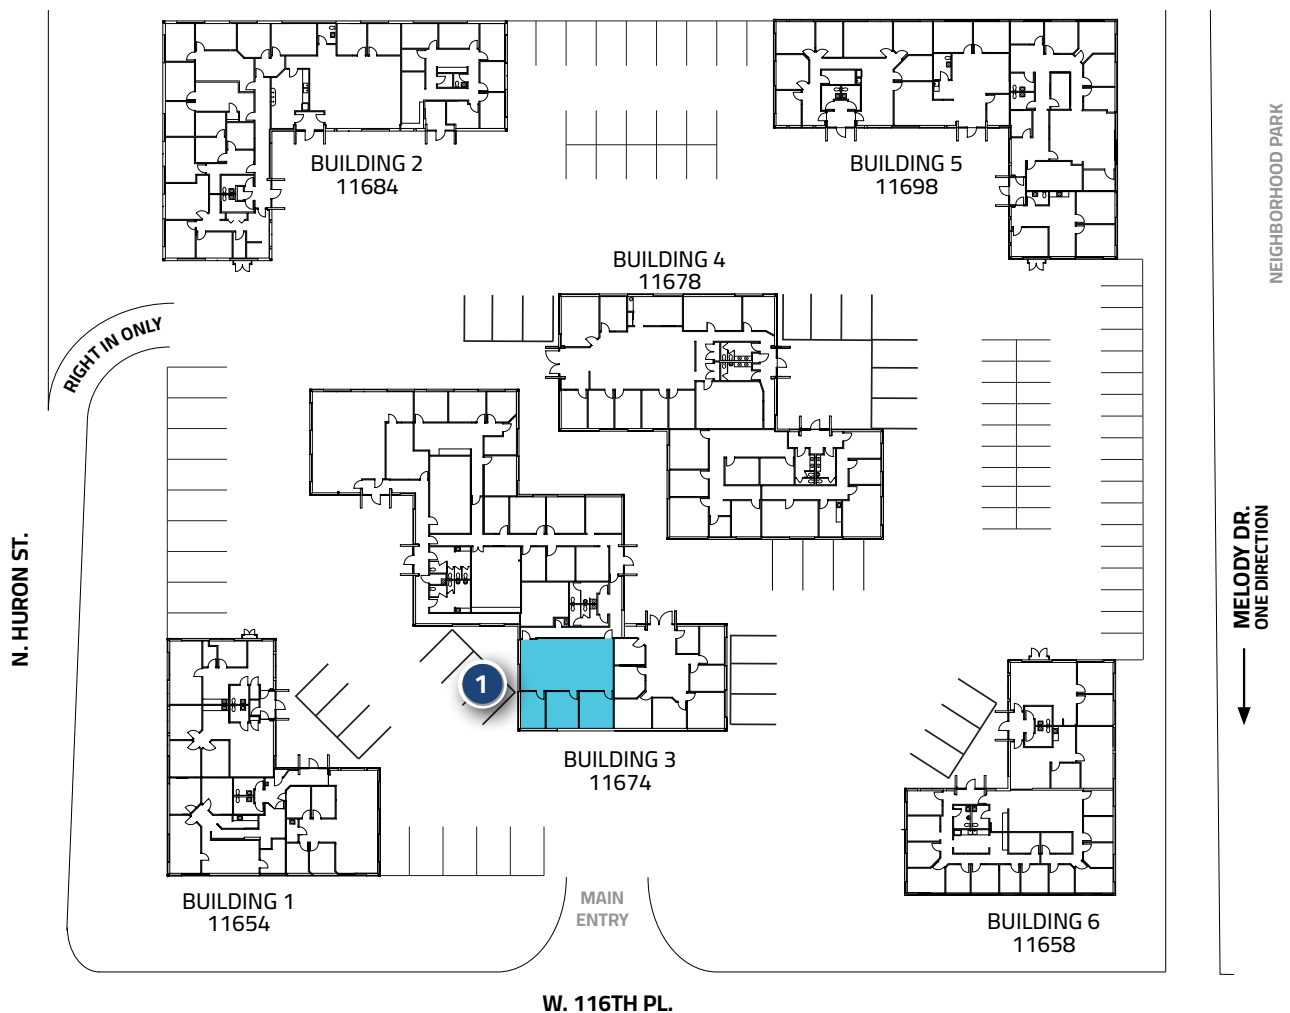 BUILDING 2
11684
BUILDING 5
11698
NEIGHBORHOOD PARK
BUILDING 4
11678
RIGHT IN ONLY
N. HURON ST.
MELODY DR.
ONE DIRECTION
1
BUILDING 3
11674
BUILDING 1
11654
MAIN
ENTRY
BUILDING 6
11658
W. 116TH PL.